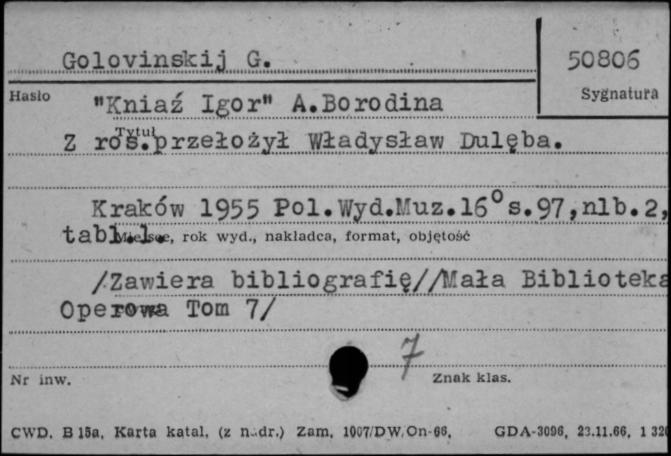 Golovinskij G.
50806
Hasło
Sygnatura
"Kniaź Igor" A.Borodina
Tytuł
Z ros.przełożył Władysław Dulęba.
Kraków 1955 Pol.Wyd.Muz.16° s.97,nlb.2,
tabl.1.
Miejsce, rok wyd., nakładca, format, objętość
/Zawiera bibliografię//Mała Biblioteka
Operowa Tom 7/
7
Nr inw.
Znak klas.
CWD. B 15a, Karta katal. (z nadr.) Zam. 1007/DW/On-66. GDA-3096, 23.11.66, 1 320